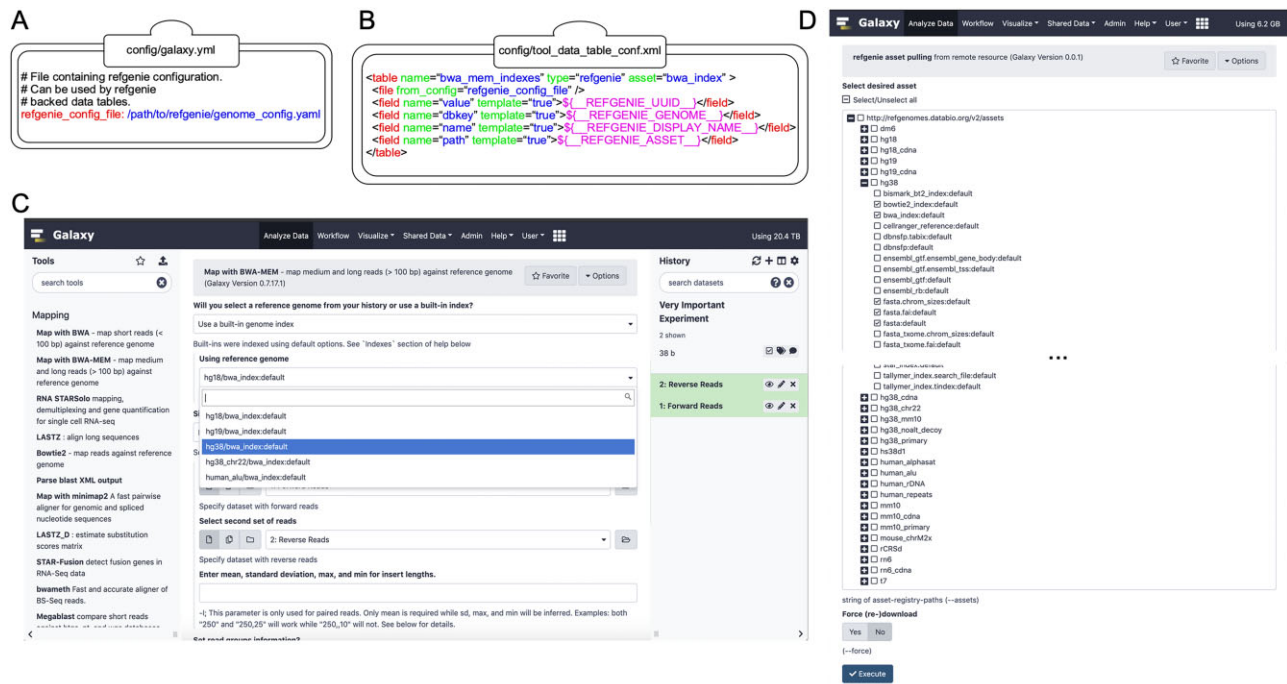 A
config/galaxy.yml
# File containing refgenie configuration.
# Can be used by refgenie
# backed data tables.
refgenie_config_file: /path/to/refgenie/genome_config.yaml
B
config/tool_data_table_conf.xml
<table name="bwa_mem_indexes" type="refgenie" asset="bwa_index" >
<file from_config="refgenie_config_file" />
<field name="value" template="true">${__REFGENIE_UUID__}</field>
<field name="dbkey" template="true">${__REFGENIE_GENOME__}</field>
<field name="name" template="true">${__REFGENIE_DISPLAY_NAME__}</field>
<field name="path" template="true">${__REFGENIE_ASSET__}</field>
</table>
C
Galaxy
Analyze Data Workflow Visualize Shared Data Admin Help User
Using 20.4 TB
Tools
search tools
Mapping
Map with BWA - map short reads (<
100 bp) against reference genome
Map with BWA-MEM - map medium
and long reads (> 100 bp) against
reference genome
RNA STARSolo mapping,
demultiplexing and gene quantification
for single cell RNA-seq
LASTZ : align long sequences
Bowtie2 - map reads against reference
genome
Parse blast XML output
Map with minimap2 A fast pairwise
aligner for genomic and spliced
nucleotide sequences
LASTZ_D : estimate substitution
scores matrix
STAR-Fusion detect fusion genes in
RNA-Seq data
bwameth Fast and accurate aligner of
BS-Seq reads.
Megablast compare short reads
Map with BWA-MEM - map medium and long reads (> 100 bp) against reference genome
(Galaxy Version 0.7.17.1)
Favorite
Options
Will you select a reference genome from your history or use a built-in index?
Use a built-in genome index
Built-ins were indexed using default options. See `Indexes` section of help below
Using reference genome
hg18/bwa_index:default
hg18/bwa_index:default
hg19/bwa_index:default
hg38/bwa_index:default
hg38_chr22/bwa_index:default
human_alu/bwa_index:default
Specify dataset with forward reads
Select second set of reads
2: Reverse Reads
Specify dataset with reverse reads
Enter mean, standard deviation, max, and min for insert lengths.
-I; This parameter is only used for paired reads. Only mean is required while sd, max, and min will be inferred. Examples: both
"250" and "250,25" will work while "250,,10" will not. See below for details.
Set read groups information?
History
search datasets
Very Important
Experiment
2 shown
38 b
2: Reverse Reads
1: Forward Reads
D
Galaxy
Analyze Data Workflow Visualize Shared Data Admin Help User
Using 6.2 GB
refgenie asset pulling from remote resource (Galaxy Version 0.0.1)
Favorite
Options
Select desired asset
Select/Unselect all
http://refgenomes.databio.org/v2/assets
dm6
hg18
hg18_cdna
hg19
hg19_cdna
hg38
bismark_bt2_index:default
bowtie2_index:default
bwa_index:default
cellranger_reference:default
dbnsfp.tabix:default
dbnsfp:default
ensembl_gtf.ensembl_gene_body:default
ensembl_gtf.ensembl_tss:default
ensembl_gtf:default
ensembl_rb:default
fasta.chrom_sizes:default
fasta.fai:default
fasta:default
fasta_txome.chrom_sizes:default
fasta_txome.fai:default
...
star_index:default
tallymer_index.search_file:default
tallymer_index.tindex:default
hg38_cdna
hg38_chr22
hg38_mm10
hg38_noalt_decoy
hg38_primary
hs38d1
human_alphasat
human_alu
human_rDNA
human_repeats
mm10
mm10_cdna
mm10_primary
mouse_chrM2x
rCRSd
rn6
rn6_cdna
t7
string of asset-registry-paths (--assets)
Force (re-)download
Yes No
(--force)
Execute